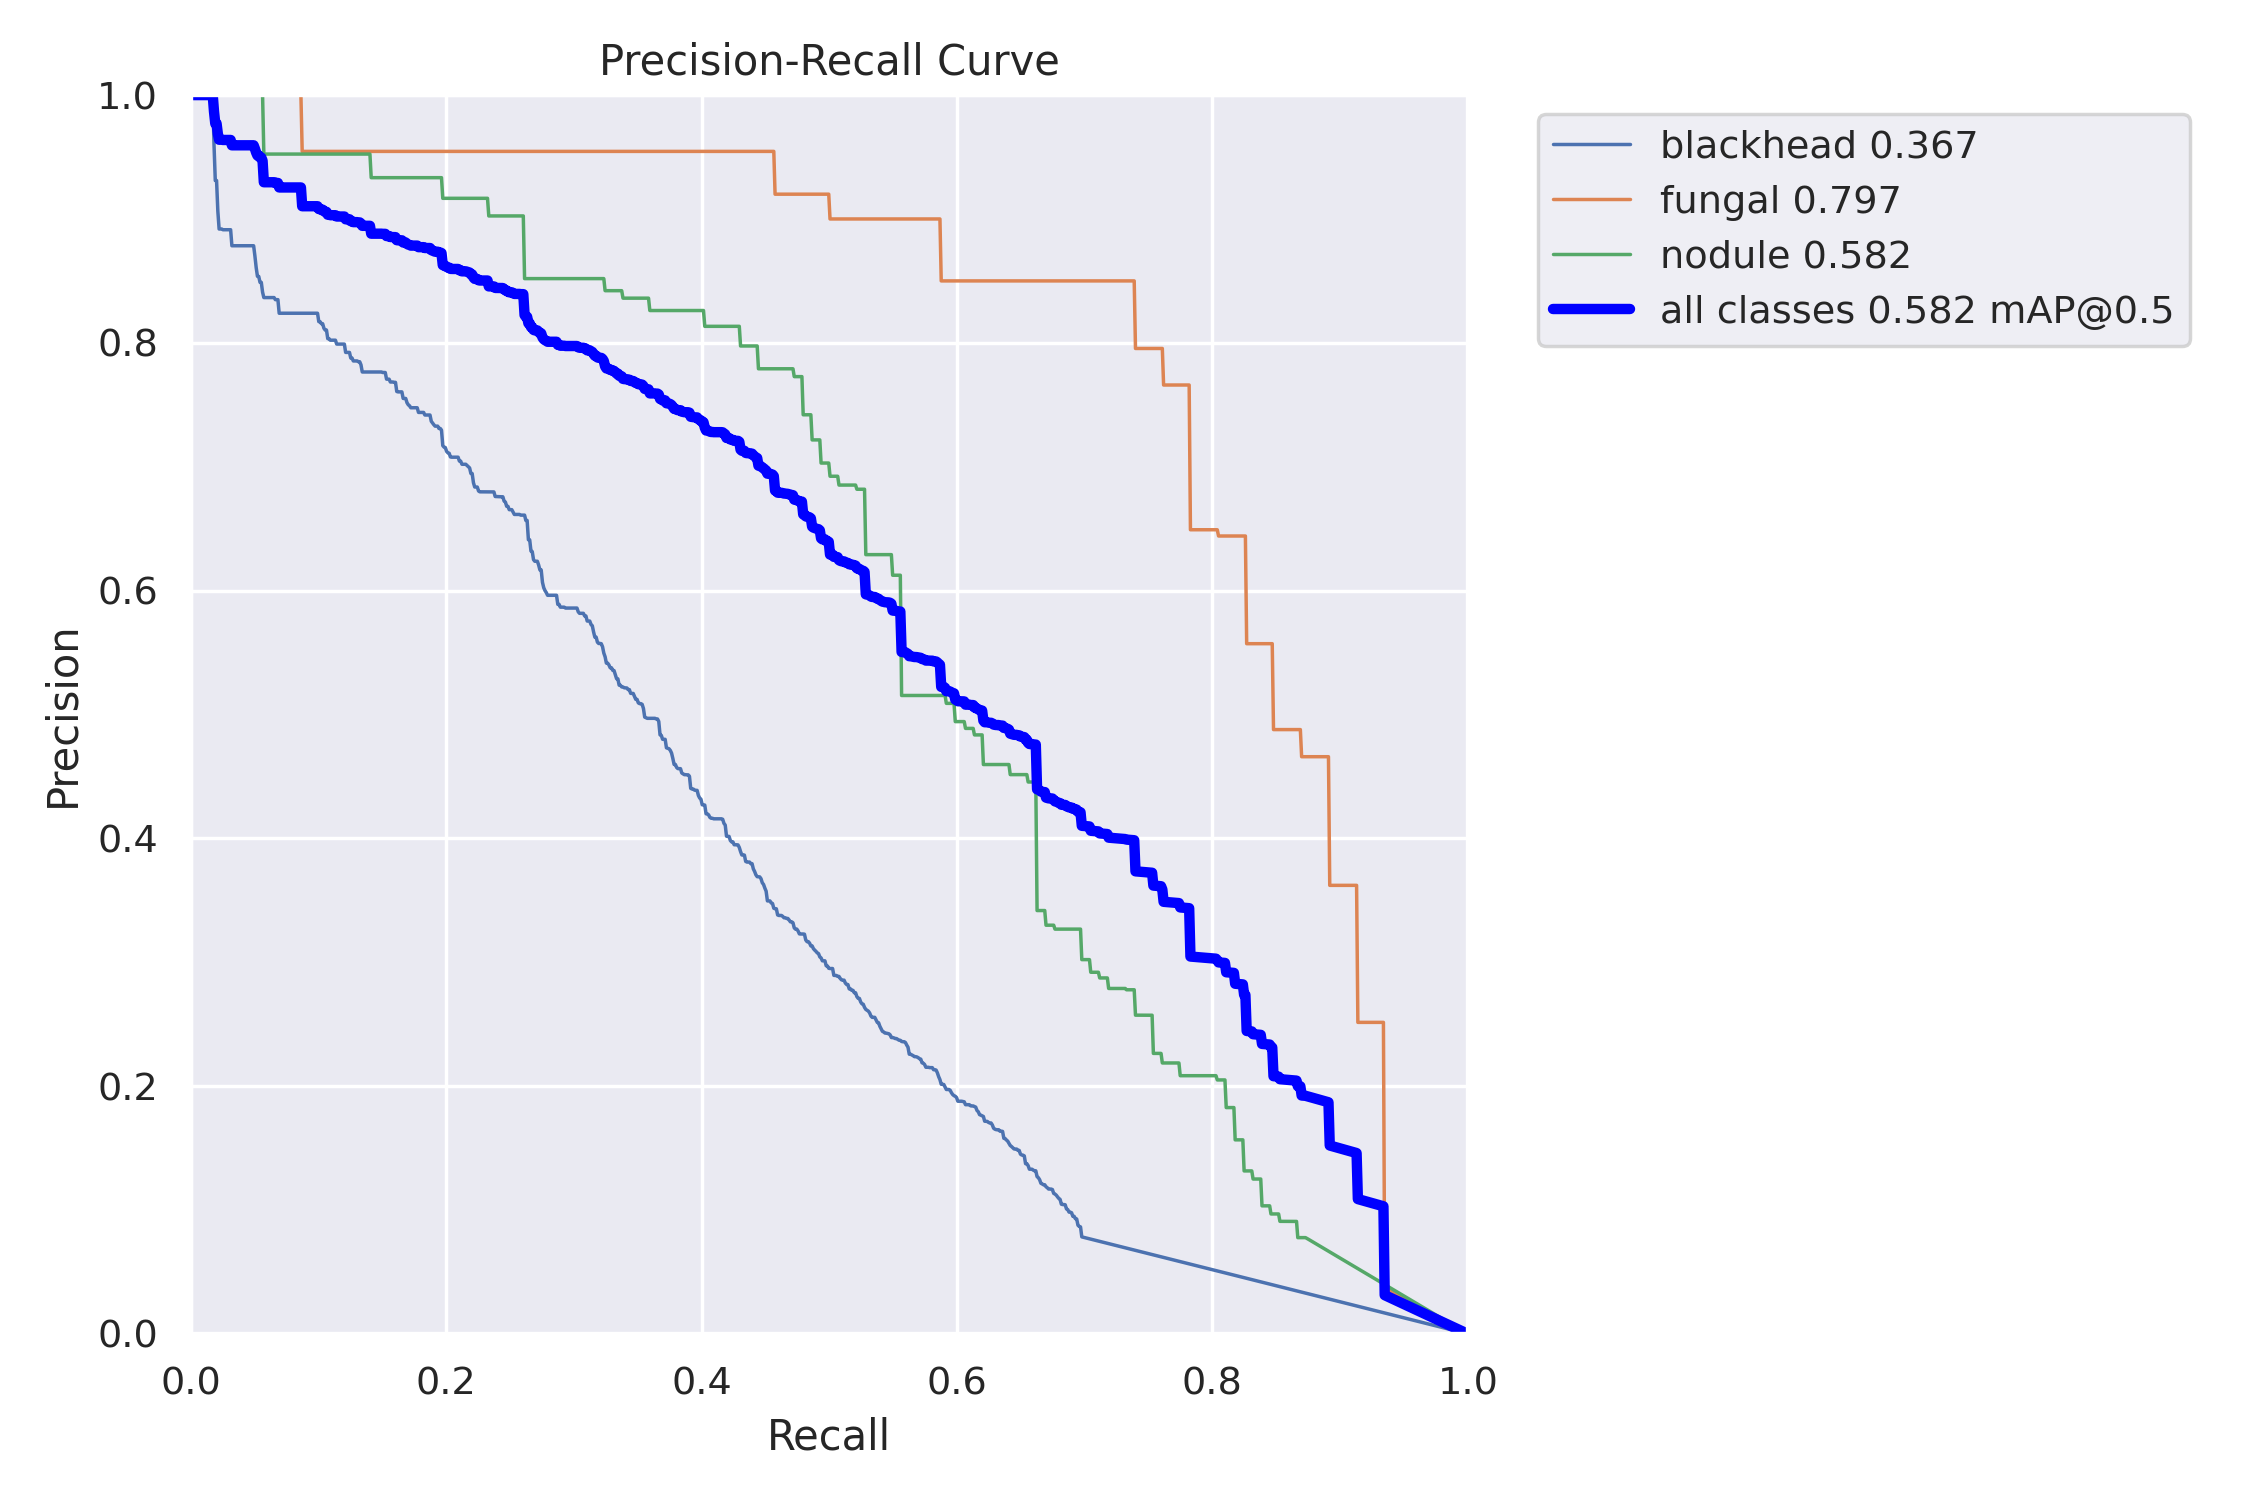 Precision-Recall Curve
1.0
0.8
0.6
0.4
0.2
0.0
Precision
0.0 0.2 0.4 0.6 0.8 1.0
Recall
blackhead 0.367
fungal 0.797
nodule 0.582
all classes 0.582 mAP@0.5